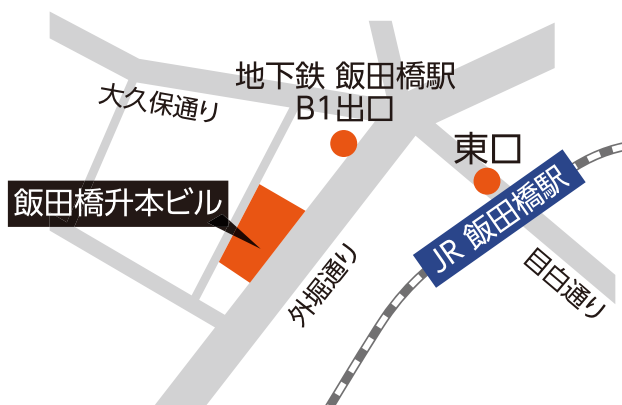 地下鉄 飯田橋駅
B1出口
大久保通り
東口
飯田橋升本ビル
JR 飯田橋駅
外堀通り
目白通り